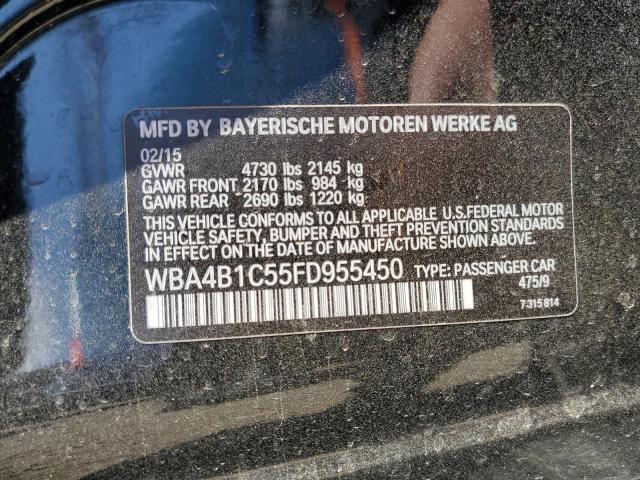 MFD BY BAYERISCHE MOTOREN WERKE AG
02/15
GVWR 4730 lbs 2145 kg
GAWR FRONT 2170 lbs 984 kg
GAWR REAR 2690 lbs 1220 kg
THIS VEHICLE CONFORMS TO ALL APPLICABLE U.S.FEDERAL MOTOR
VEHICLE SAFETY, BUMPER, AND THEFT PREVENTION STANDARDS
IN EFFECT ON THE DATE OF MANUFACTURE SHOWN ABOVE.
WBA4B1C55FD955450 TYPE: PASSENGER CAR
475/9
7 315 814